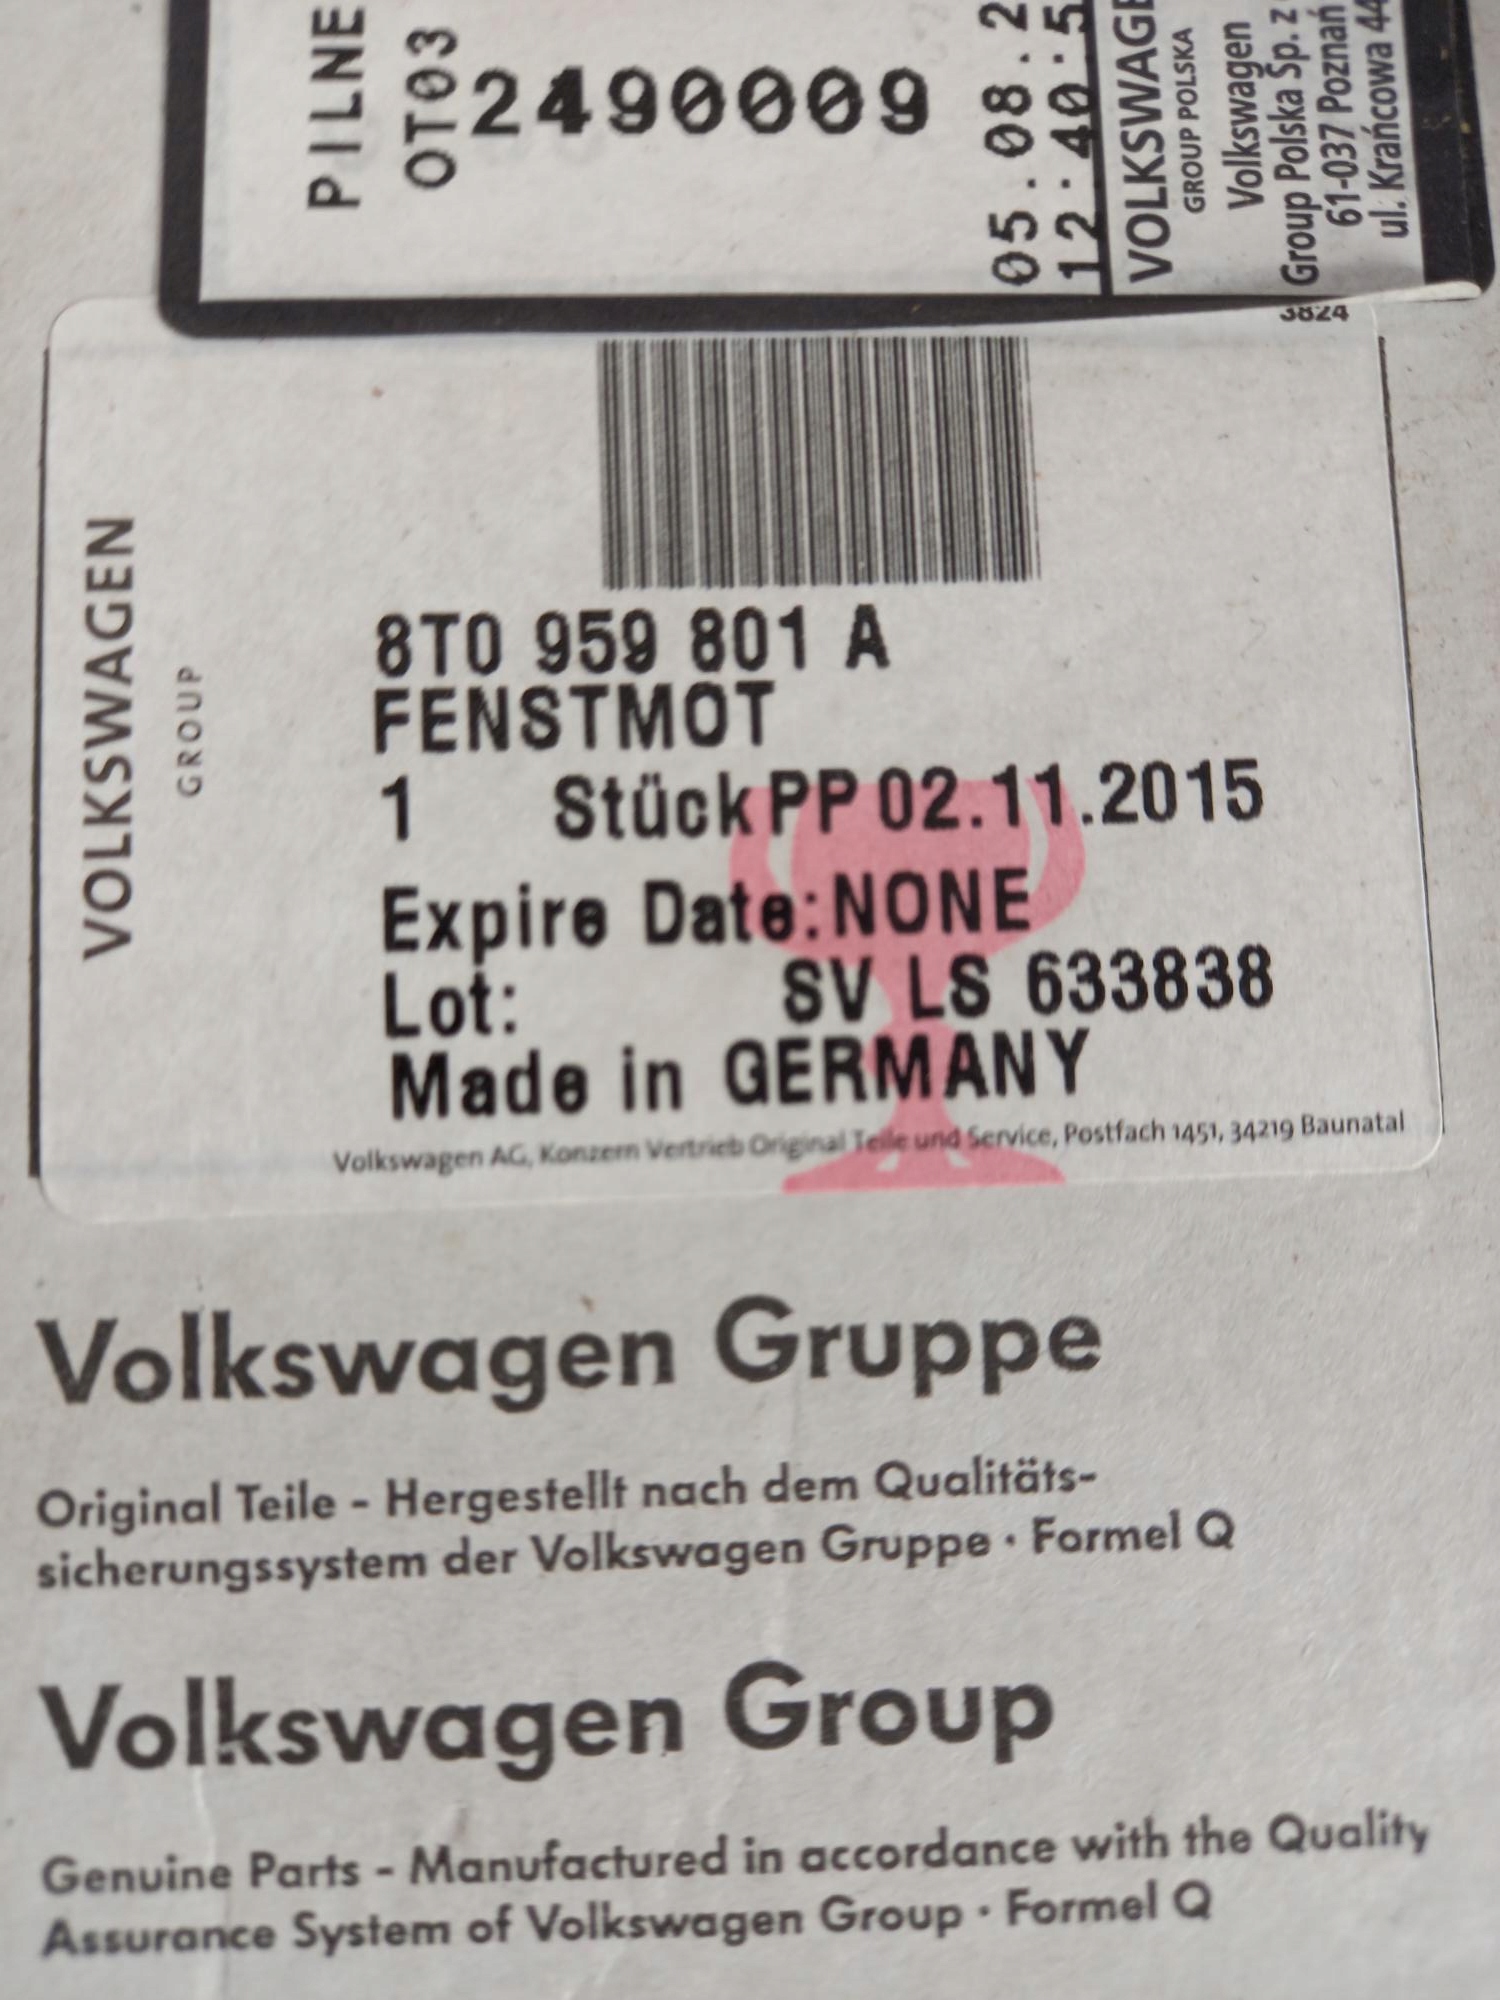 PILNE
OT03
2490009
05.08.2
12.40.5
VOLKSWAGE
GROUP POLSKA
Volkswagen
Group Polska Sp. z
61-037 Poznań
ul. Krańcowa 44
3824
VOLKSWAGEN
GROUP
8T0 959 801 A
FENSTMOT
1 Stück PP 02.11.2015
Expire Date:NONE
Lot: SV LS 633838
Made in GERMANY
Volkswagen AG, Konzern Vertrieb Original Teile und Service, Postfach 1451, 34219 Baunatal
Volkswagen Gruppe
Original Teile - Hergestellt nach dem Qualitäts-
sicherungssystem der Volkswagen Gruppe · Formel Q
Volkswagen Group
Genuine Parts - Manufactured in accordance with the Quality
Assurance System of Volkswagen Group · Formel Q